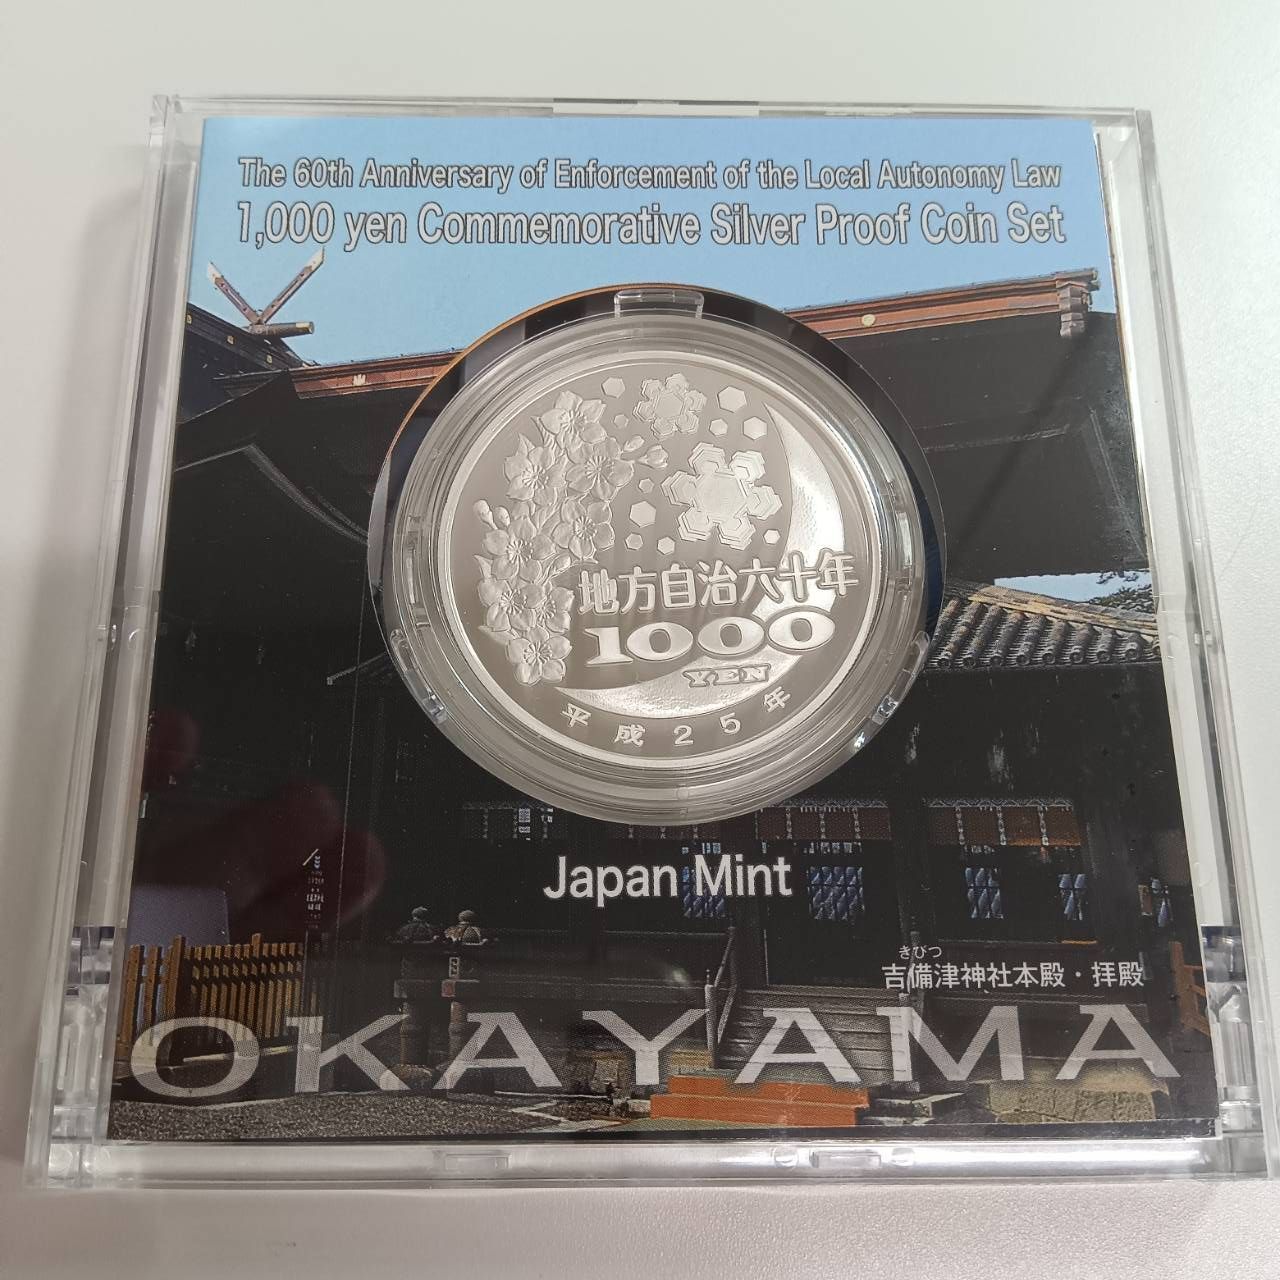 The 60th Anniversary of Enforcement of the Local Autonomy Law
1,000 yen Commemorative Silver Proof Coin Set
地方自治六十年
1000
YEN
平成25年
Japan Mint
きびつ
吉備津神社本殿・拝殿
OKAYAMA